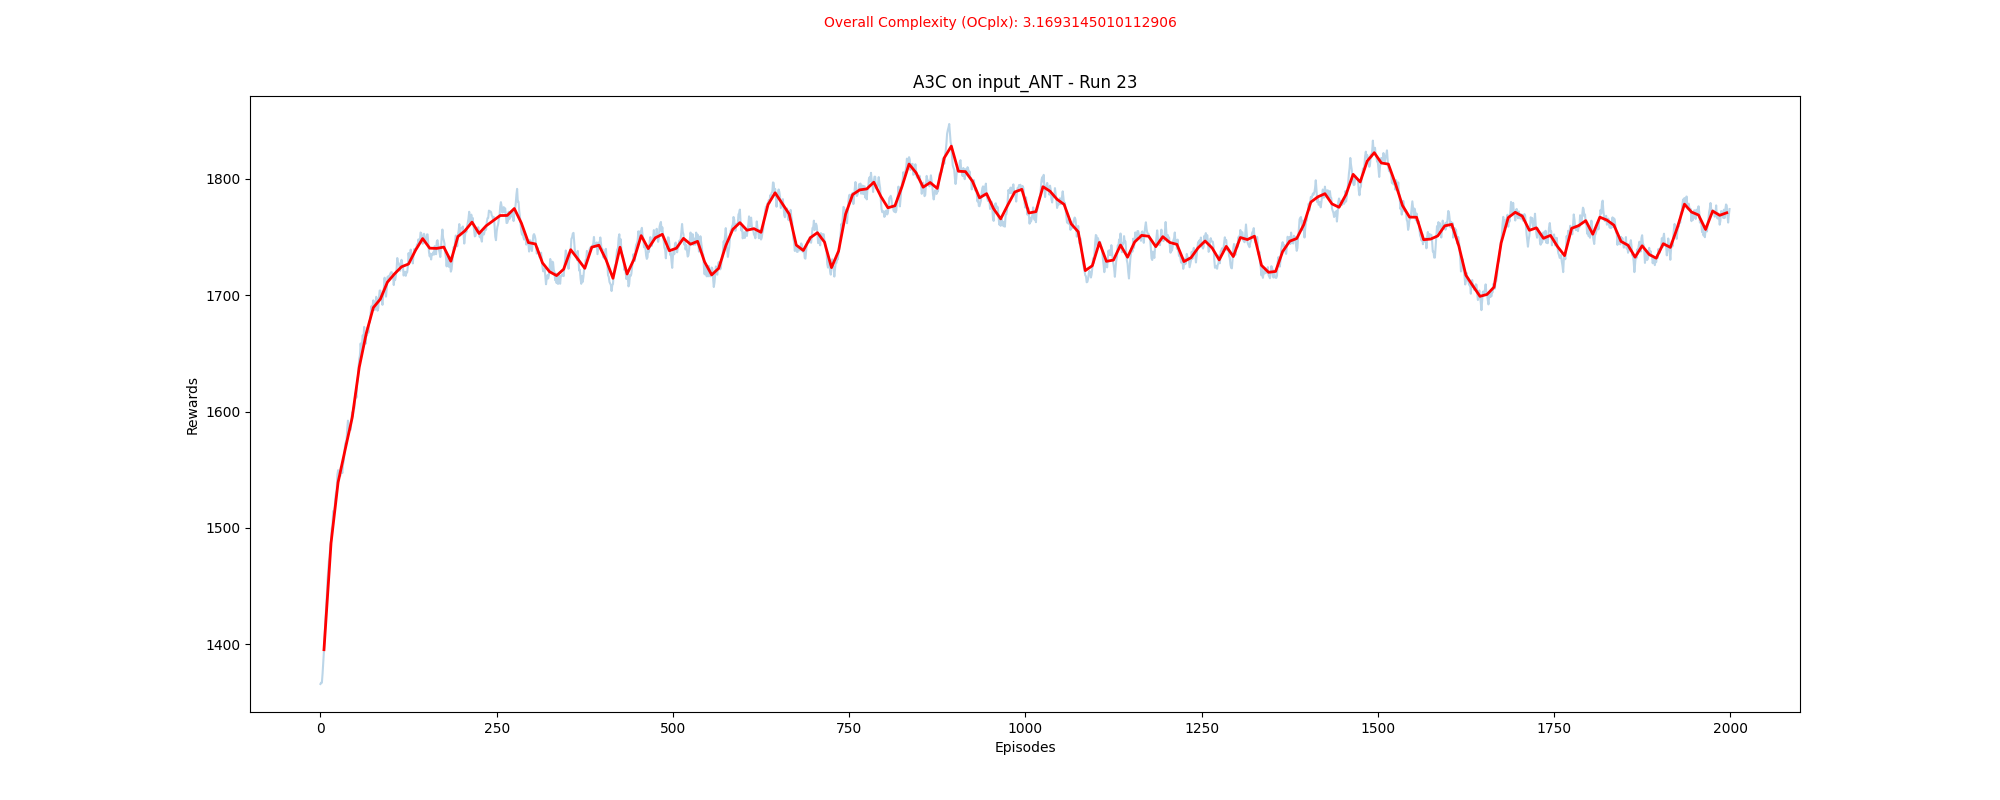 Overall Complexity (OCplx): 3.1693145010112906
A3C on input_ANT - Run 23
1800
1700
1600
1500
1400
Rewards
0 250 500 750 1000 1250 1500 1750 2000
Episodes